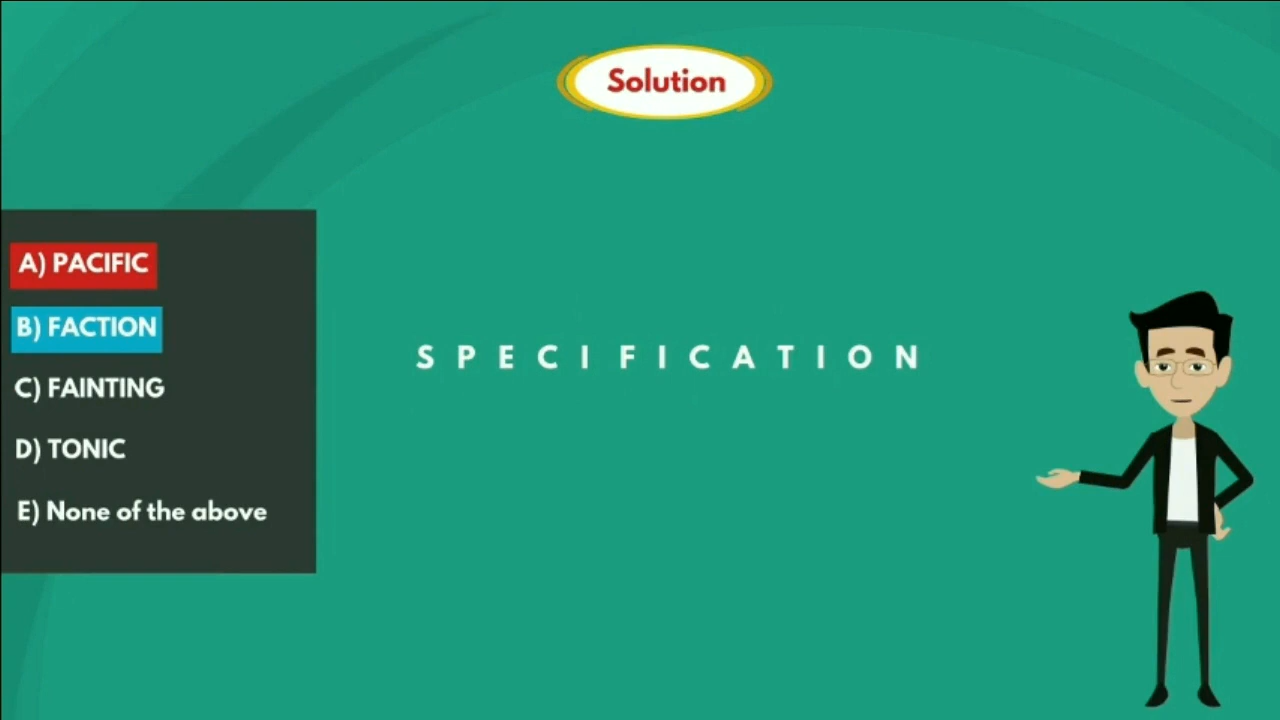 Solution
A) PACIFIC
B) FACTION
C) FAINTING
D) TONIC
E) None of the above
S P E C I F I C A T I O N